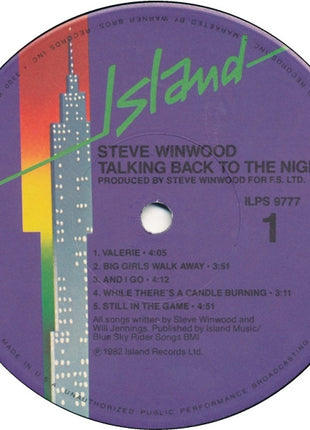 MARKETED BY WARNER BROS. RECORDS INC. • 3300
Island
STEVE WINWOOD
TALKING BACK TO THE NIGH
PRODUCED BY STEVE WINWOOD FOR F.S. LTD.
ILPS 9777
1
1. VALERIE • 4:05
2. BIG GIRLS WALK AWAY • 3:51
3. AND I GO • 4:12
4. WHILE THERE'S A CANDLE BURNING • 3:11
5. STILL IN THE GAME • 4:51
All songs written by Steve Winwood and
Will Jennings. Published by Island Music/
Blue Sky Rider Songs BMI
Ⓟ1982 Island Records Ltd.
MADE IN U.S.A. UNAUTHORIZED PUBLIC PERFORMANCE BROADCASTING